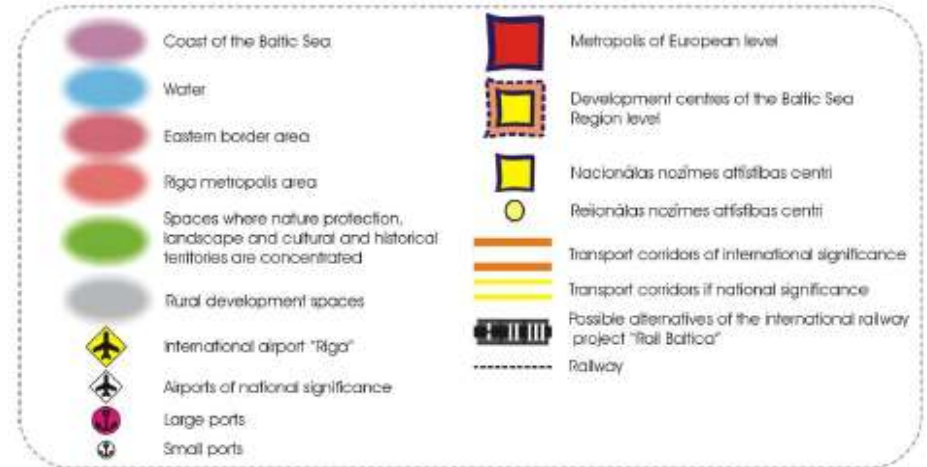 Coast of the Baltic Sea
Water
Eastern border area
Riga metropolis area
Spaces where nature protection,
landscape and cultural and historical
territories are concentrated
Rural development spaces
International airport "Riga"
Airports of national significance
Large ports
Small ports
Metropolis of European level
Development centres of the Baltic Sea
Region level
Nacionālas nozīmes attīstības centri
Reiionālas nozīmes attīstības centri
Transport corridors of international significance
Transport corridors if national significance
Possible alternatives of the international railway
project "Rail Baltica"
Railway